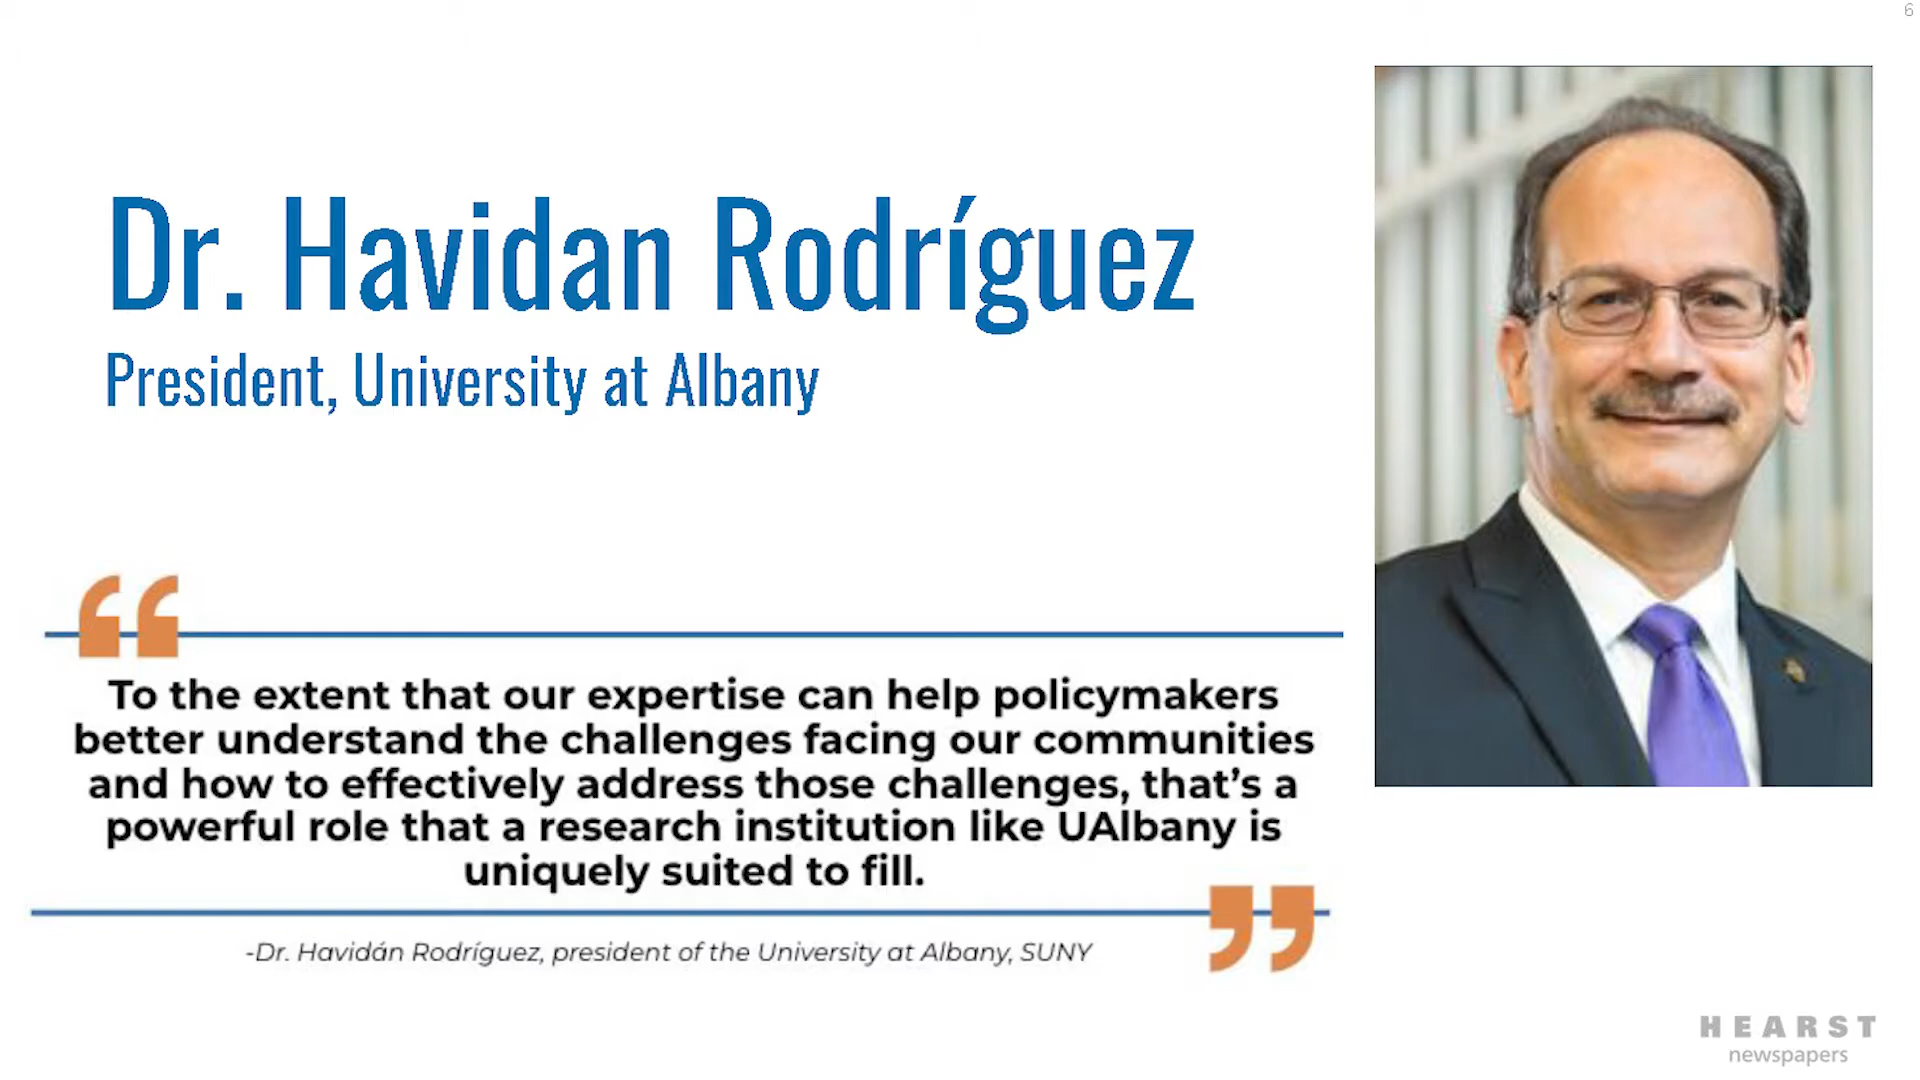 6
Dr. Havidan Rodríguez
President, University at Albany
“
To the extent that our expertise can help policymakers
better understand the challenges facing our communities
and how to effectively address those challenges, that’s a
powerful role that a research institution like UAlbany is
uniquely suited to fill.
”
-Dr. Havidán Rodríguez, president of the University at Albany, SUNY
HEARST
newspapers